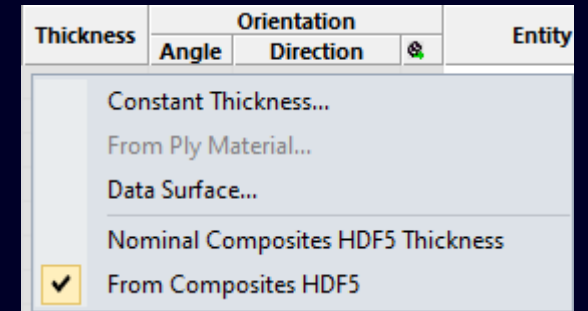 Thickness Orientation Entity
Angle Direction
Constant Thickness...
From Ply Material...
Data Surface...
Nominal Composites HDF5 Thickness
From Composites HDF5